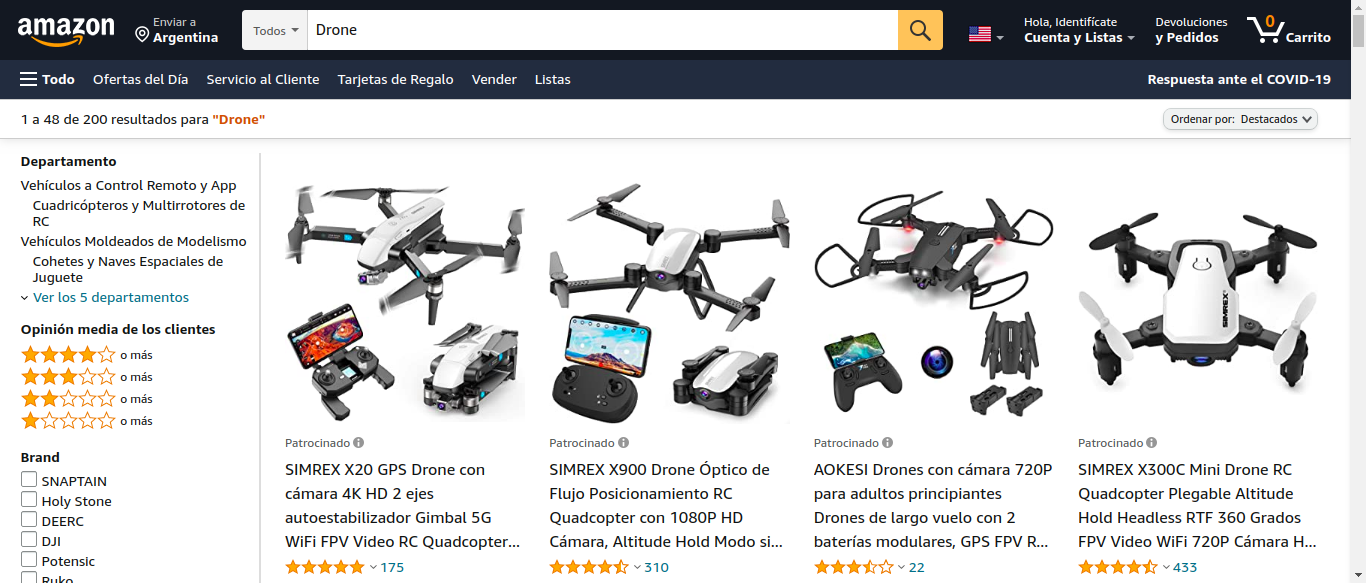 amazon
Enviar a
Argentina
Todos
Drone
Hola, Identifícate
Cuenta y Listas
Devoluciones
y Pedidos
0
Carrito
Todo
Ofertas del Día
Servicio al Cliente
Tarjetas de Regalo
Vender
Listas
Respuesta ante el COVID-19
1 a 48 de 200 resultados para "Drone"
Ordenar por: Destacados
Departamento
Vehículos a Control Remoto y App
Cuadricópteros y Multirrotores de
RC
Vehículos Moldeados de Modelismo
Cohetes y Naves Espaciales de
Juguete
Ver los 5 departamentos
Opinión media de los clientes
o más
o más
o más
o más
Brand
SNAPTAIN
Holy Stone
DEERC
DJI
Potensic
Ruko
Patrocinado
SIMREX X20 GPS Drone con
cámara 4K HD 2 ejes
autoestabilizador Gimbal 5G
WiFi FPV Video RC Quadcopter...
175
Patrocinado
SIMREX X900 Drone Óptico de
Flujo Posicionamiento RC
Quadcopter con 1080P HD
Cámara, Altitude Hold Modo si...
310
Patrocinado
AOKESI Drones con cámara 720P
para adultos principiantes
Drones de largo vuelo con 2
baterías modulares, GPS FPV R...
22
SIMREX
Patrocinado
SIMREX X300C Mini Drone RC
Quadcopter Plegable Altitude
Hold Headless RTF 360 Grados
FPV Video WiFi 720P Cámara H...
433